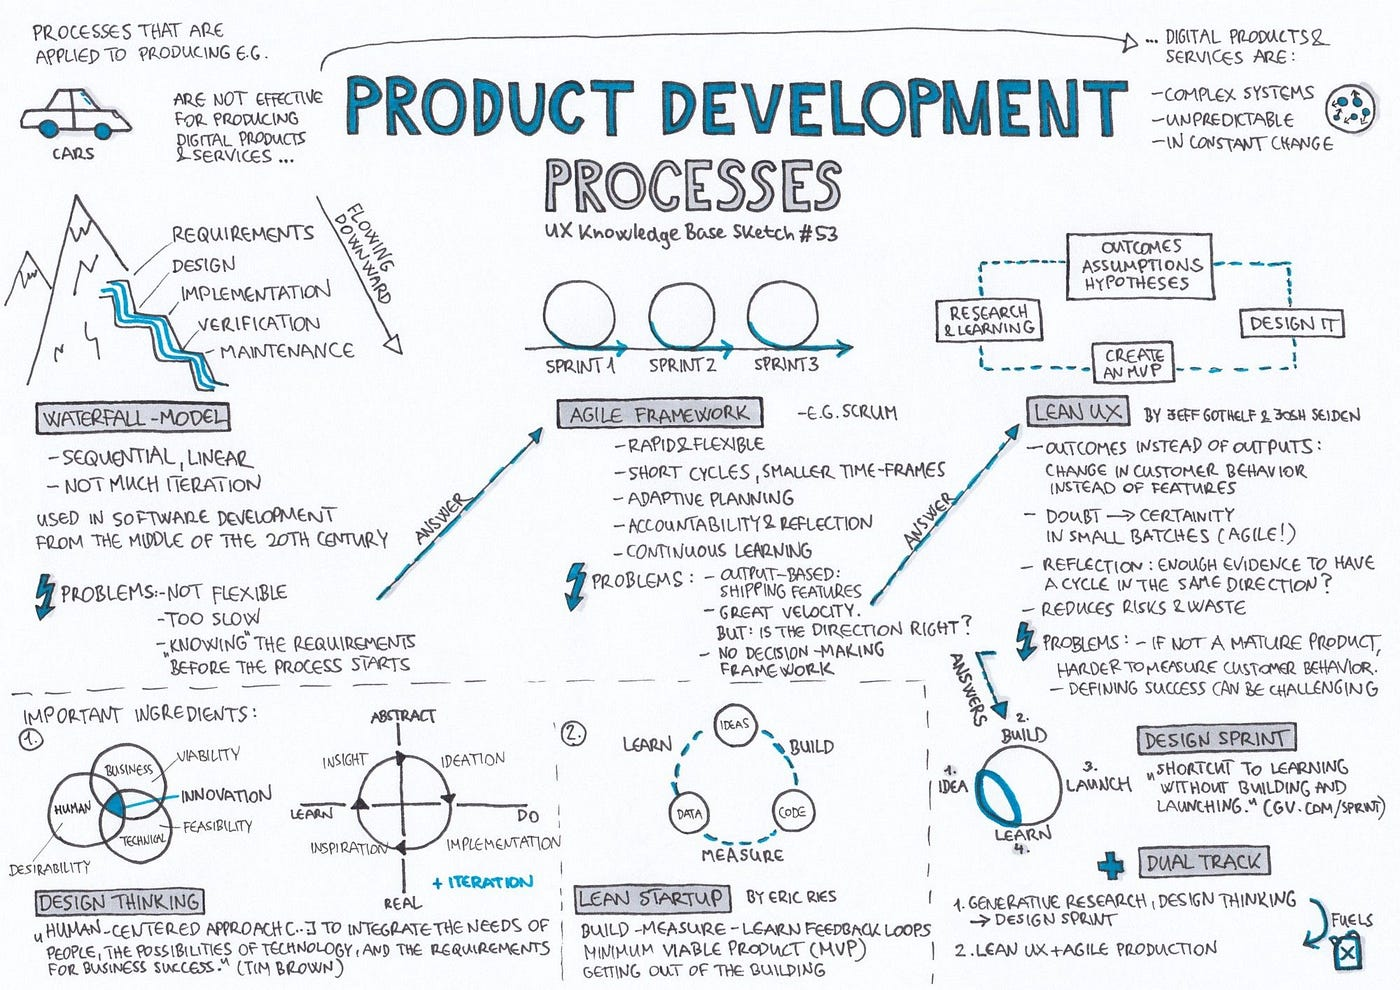 PROCESSES THAT ARE
APPLIED TO PRODUCING E.G.
CARS
ARE NOT EFFECTIVE
FOR PRODUCING
DIGITAL PRODUCTS
& SERVICES ...
PRODUCT DEVELOPMENT
PROCESSES
UX Knowledge Base Sketch #53
... DIGITAL PRODUCTS &
SERVICES ARE:
- COMPLEX SYSTEMS
- UNPREDICTABLE
- IN CONSTANT CHANGE
REQUIREMENTS
DESIGN
IMPLEMENTATION
VERIFICATION
MAINTENANCE
FLOWING
DOWNWARD
WATERFALL-MODEL
- SEQUENTIAL, LINEAR
- NOT MUCH ITERATION
USED IN SOFTWARE DEVELOPMENT
FROM THE MIDDLE OF THE 20TH CENTURY
PROBLEMS: - NOT FLEXIBLE
- TOO SLOW
- „KNOWING" THE REQUIREMENTS
BEFORE THE PROCESS STARTS
ANSWER
SPRINT 1
SPRINT 2
SPRINT 3
AGILE FRAMEWORK
- E.G. SCRUM
- RAPID & FLEXIBLE
- SHORT CYCLES, SMALLER TIME-FRAMES
- ADAPTIVE PLANNING
- ACCOUNTABILITY & REFLECTION
- CONTINUOUS LEARNING
PROBLEMS: - OUTPUT-BASED:
SHIPPING FEATURES
- GREAT VELOCITY.
BUT: IS THE DIRECTION RIGHT?
- NO DECISION-MAKING
FRAMEWORK
ANSWER
OUTCOMES
ASSUMPTIONS
HYPOTHESES
RESEARCH
& LEARNING
DESIGN IT
CREATE
AN MVP
LEAN UX
BY JEFF GOTHELF & JOSH SEIDEN
- OUTCOMES INSTEAD OF OUTPUTS:
CHANGE IN CUSTOMER BEHAVIOR
INSTEAD OF FEATURES
- DOUBT → CERTAINITY
IN SMALL BATCHES (AGILE!)
- REFLECTION: ENOUGH EVIDENCE TO HAVE
A CYCLE IN THE SAME DIRECTION?
- REDUCES RISKS & WASTE
PROBLEMS: - IF NOT A MATURE PRODUCT,
HARDER TO MEASURE CUSTOMER BEHAVIOR.
- DEFINING SUCCESS CAN BE CHALLENGING
ANSWERS
IMPORTANT INGREDIENTS:
1.
BUSINESS
HUMAN
TECHNICAL
VIABILITY
INNOVATION
FEASIBILITY
DESIRABILITY
ABSTRACT
INSIGHT
IDEATION
LEARN
DO
INSPIRATION
IMPLEMENTATION
REAL
+ ITERATION
DESIGN THINKING
„HUMAN-CENTERED APPROACH [...] TO INTEGRATE THE NEEDS OF
PEOPLE, THE POSSIBILITIES OF TECHNOLOGY, AND THE REQUIREMENTS
FOR BUSINESS SUCCESS." (TIM BROWN)
2.
IDEAS
LEARN
BUILD
DATA
CODE
MEASURE
LEAN STARTUP
BY ERIC RIES
BUILD-MEASURE-LEARN FEEDBACK LOOPS
MINIMUM VIABLE PRODUCT (MVP)
GETTING OUT OF THE BUILDING
2.
BUILD
1.
IDEA
3.
LAUNCH
LEARN
4.
DESIGN SPRINT
„SHORTCUT TO LEARNING
WITHOUT BUILDING AND
LAUNCHING." (GV.COM/SPRINT)
DUAL TRACK
1. GENERATIVE RESEARCH, DESIGN THINKING
→ DESIGN SPRINT
2. LEAN UX + AGILE PRODUCTION
FUELS
X